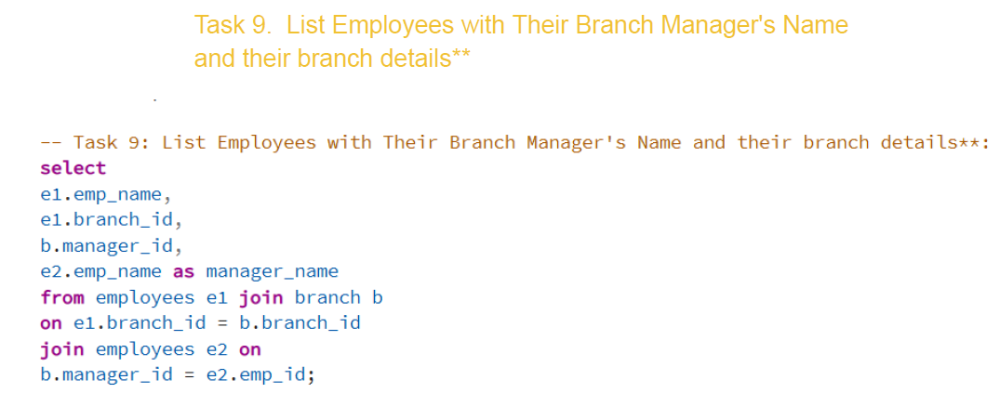 Task 9.  List Employees with Their Branch Manager's Name
and their branch details**
.
-- Task 9: List Employees with Their Branch Manager's Name and their branch details**:
select
e1.emp_name,
e1.branch_id,
b.manager_id,
e2.emp_name as manager_name
from employees e1 join branch b
on e1.branch_id = b.branch_id
join employees e2 on
b.manager_id = e2.emp_id;